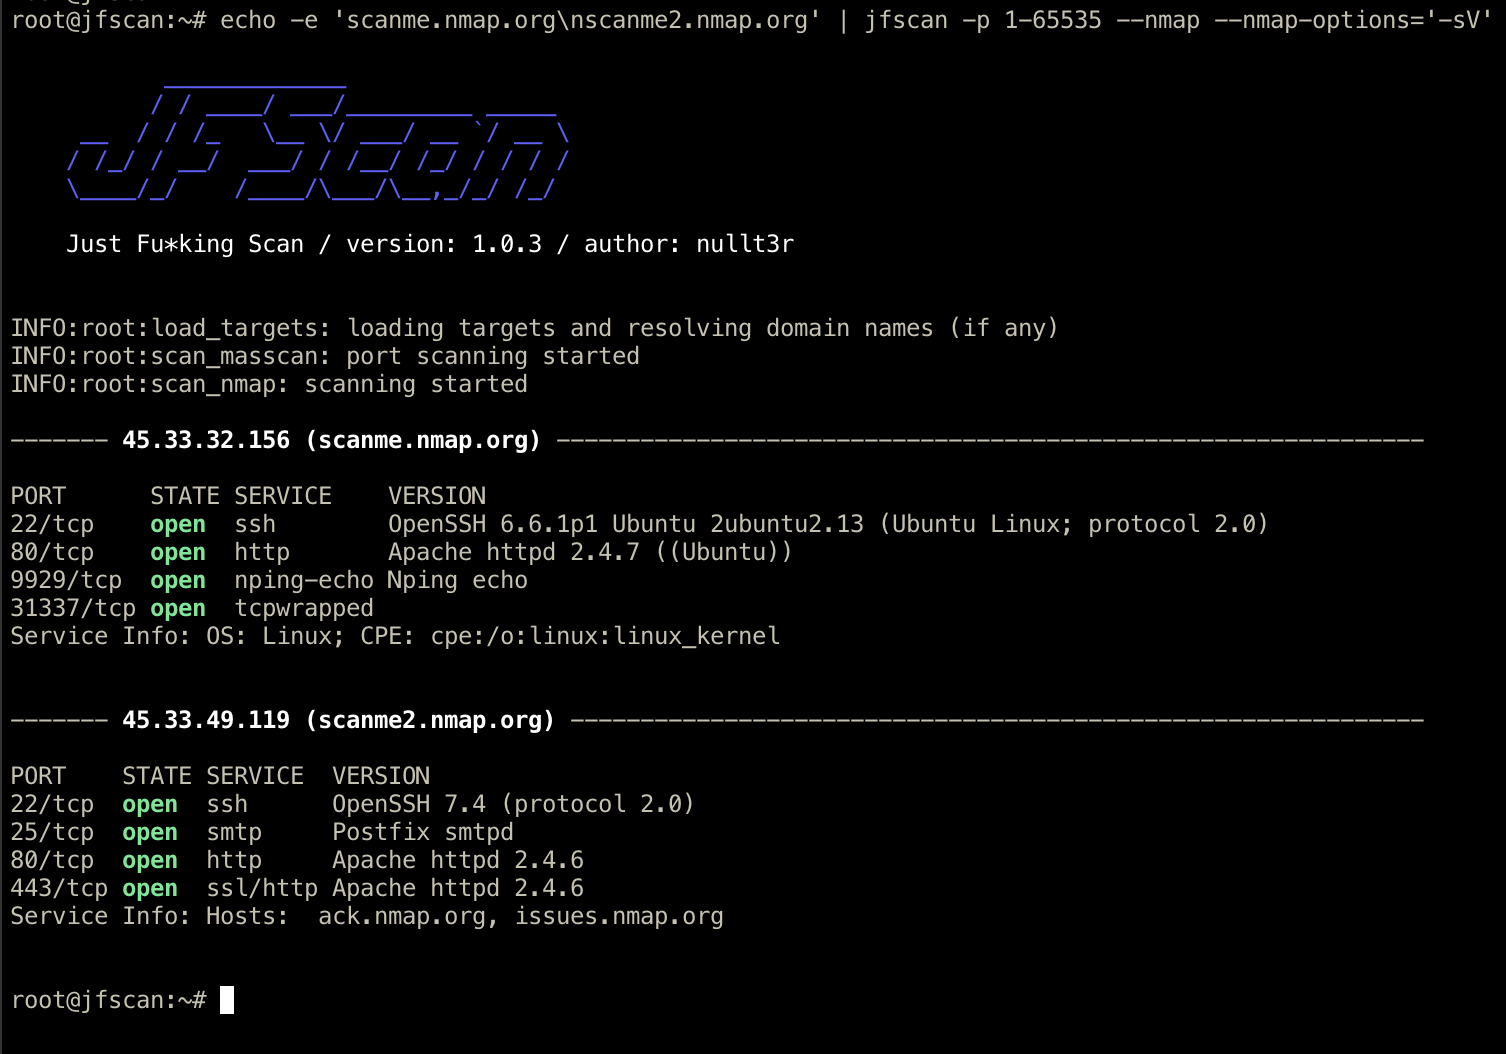 root@jfscan:~# echo -e 'scanme.nmap.org\nscanme2.nmap.org' | jfscan -p 1-65535 --nmap --nmap-options='-sV'
JFScan
Just Fu*king Scan / version: 1.0.3 / author: nullt3r
INFO:root:load_targets: loading targets and resolving domain names (if any)
INFO:root:scan_masscan: port scanning started
INFO:root:scan_nmap: scanning started
------- 45.33.32.156 (scanme.nmap.org) --------------------------------------------------------------
PORT      STATE SERVICE    VERSION
22/tcp    open  ssh        OpenSSH 6.6.1p1 Ubuntu 2ubuntu2.13 (Ubuntu Linux; protocol 2.0)
80/tcp    open  http       Apache httpd 2.4.7 ((Ubuntu))
9929/tcp  open  nping-echo Nping echo
31337/tcp open  tcpwrapped
Service Info: OS: Linux; CPE: cpe:/o:linux:linux_kernel
------- 45.33.49.119 (scanme2.nmap.org) -------------------------------------------------------------
PORT    STATE SERVICE  VERSION
22/tcp  open  ssh      OpenSSH 7.4 (protocol 2.0)
25/tcp  open  smtp     Postfix smtpd
80/tcp  open  http     Apache httpd 2.4.6
443/tcp open  ssl/http Apache httpd 2.4.6
Service Info: Hosts:  ack.nmap.org, issues.nmap.org
root@jfscan:~#